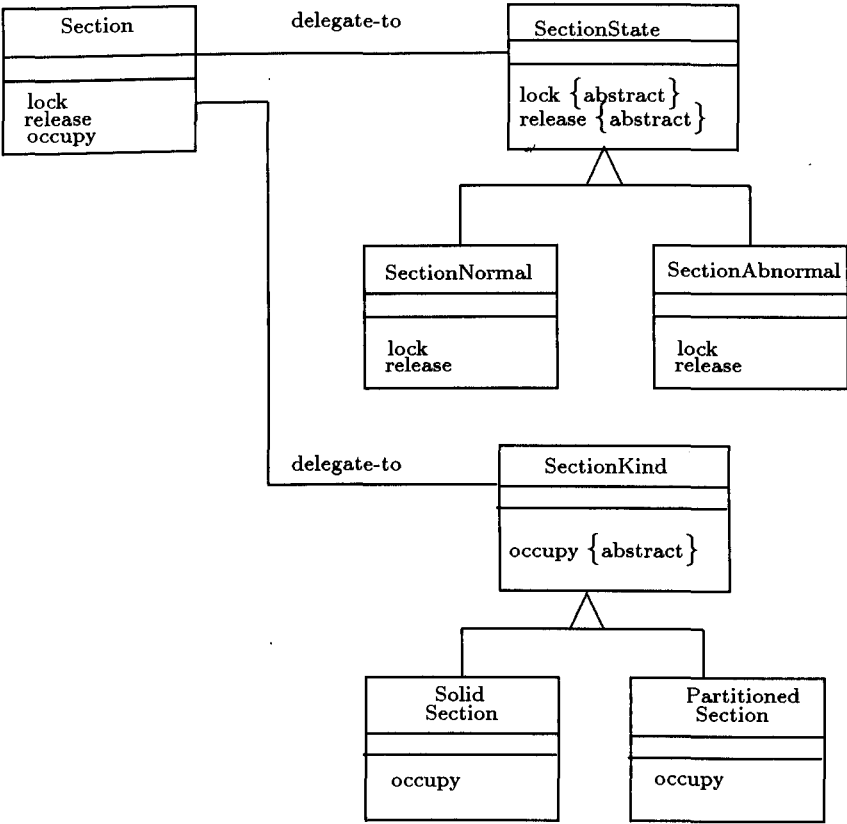 Section
lock
release
occupy
delegate-to
SectionState
lock {abstract}
release {abstract}
SectionNormal
lock
release
SectionAbnormal
lock
release
delegate-to
SectionKind
occupy {abstract}
Solid
Section
occupy
Partitioned
Section
occupy